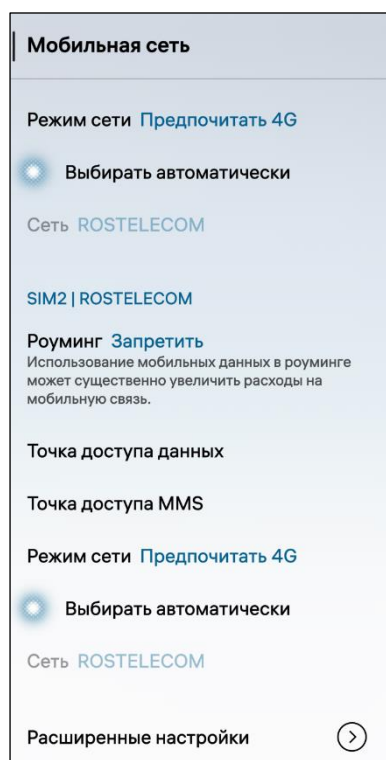 Мобильная сеть
Режим сети Предпочитать 4G
Выбирать автоматически
Сеть ROSTELECOM
SIM2 | ROSTELECOM
Роуминг Запретить
Использование мобильных данных в роуминге
может существенно увеличить расходы на
мобильную связь.
Точка доступа данных
Точка доступа MMS
Режим сети Предпочитать 4G
Выбирать автоматически
Сеть ROSTELECOM
Расширенные настройки